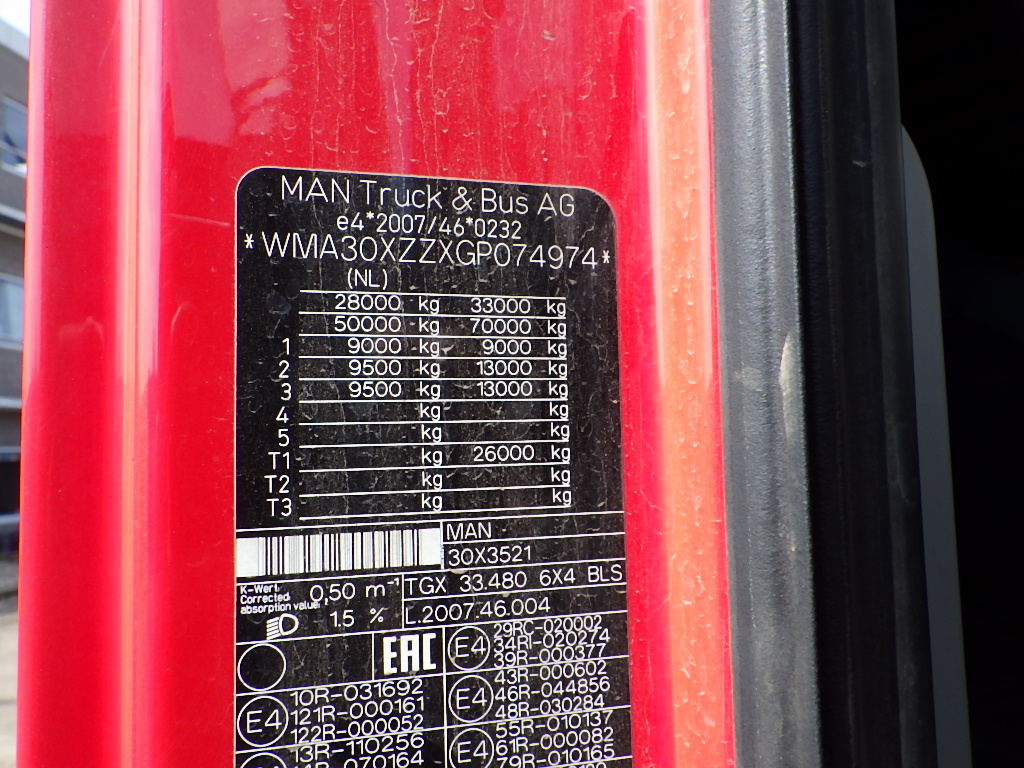 MAN Truck & Bus AG
e4*2007/46*0232
*WMA30XZZXGP074974*
(NL)
28000 kg 33000 kg
50000 kg 70000 kg
1 9000 kg 9000 kg
2 9500 kg 13000 kg
3 9500 kg 13000 kg
4 kg kg
5 kg kg
T1 kg 26000 kg
T2 kg kg
T3 kg kg
MAN
30X3521
K-Wert
Corrected
absorption value
0,50 m⁻¹
TGX 33.480 6X4 BLS
1.5 %
L.2007.46.004
EAC
E4
29RC-020002
34RI-020274
39R-000377
E4
43R-000602
46R-044856
48R-030284
E4
10R-031692
121R-000161
122R-000052
E4
55R-010137
61R-000082
79R-010165
13R-110256
070164